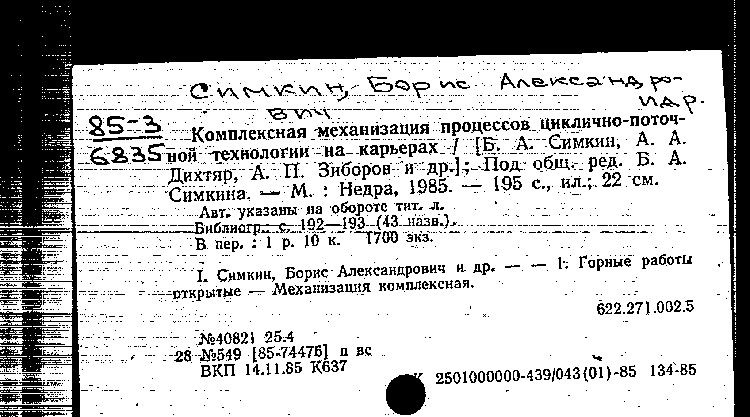 Симкин, Борис Александро-
вич и др.
85-3
6835
Комплексная механизация процессов циклично-поточ-
ной технологии на карьерах / [Б. А. Симкин, А. А.
Дихтяр, А. П. Зиборов и др.]; Под общ. ред. Б. А.
Симкина. — М. : Недра, 1985. — 195 с., ил.; 22 см.
Авт. указаны на обороте тит. л.
Библиогр.: с. 192—193 (43 назв.).
В пер. : 1 р. 10 к. 1700 экз.
I. Симкин, Борис Александрович и др. — — 1. Горные работы
открытые — Механизация комплексная.
622.271.002.5
№40821 25.4
28 №549 [85-74476] п вс
ВКП 14.11.85 К637
К 2501000000-439/043(01)-85 134-85